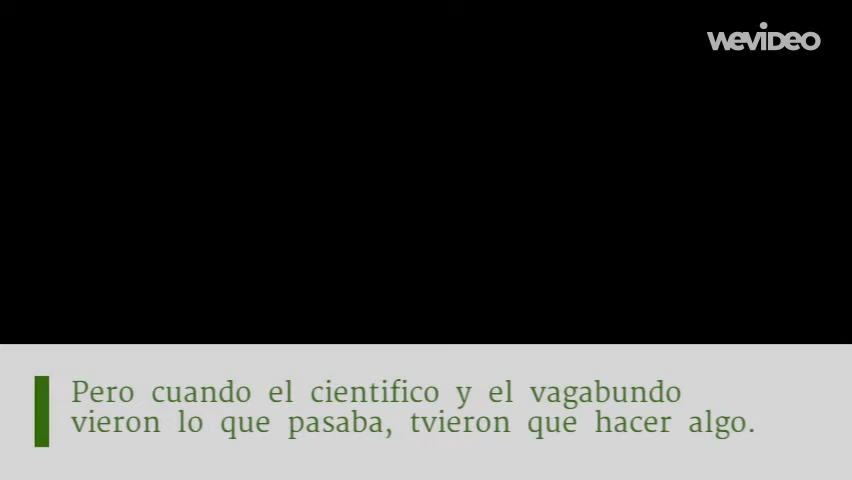 WEVIDEO
Pero cuando el cientifico y el vagabundo
vieron lo que pasaba, tvieron que hacer algo.